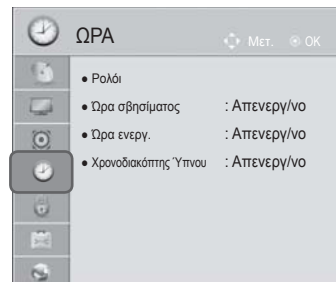 ΩΡΑ Μετ. OK
● Ρολόι
● Ώρα σβησίματος : Απενεργ/νο
● Ώρα ενεργ. : Απενεργ/νο
● Χρονοδιακόπτης Ύπνου : Απενεργ/νο